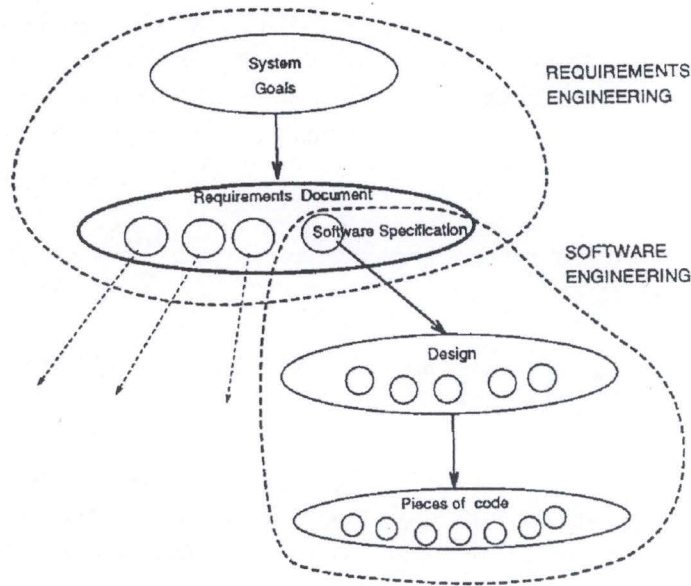 System
Goals
REQUIREMENTS
ENGINEERING
Requirements Document
Software Specification
SOFTWARE
ENGINEERING
Design
Pieces of code